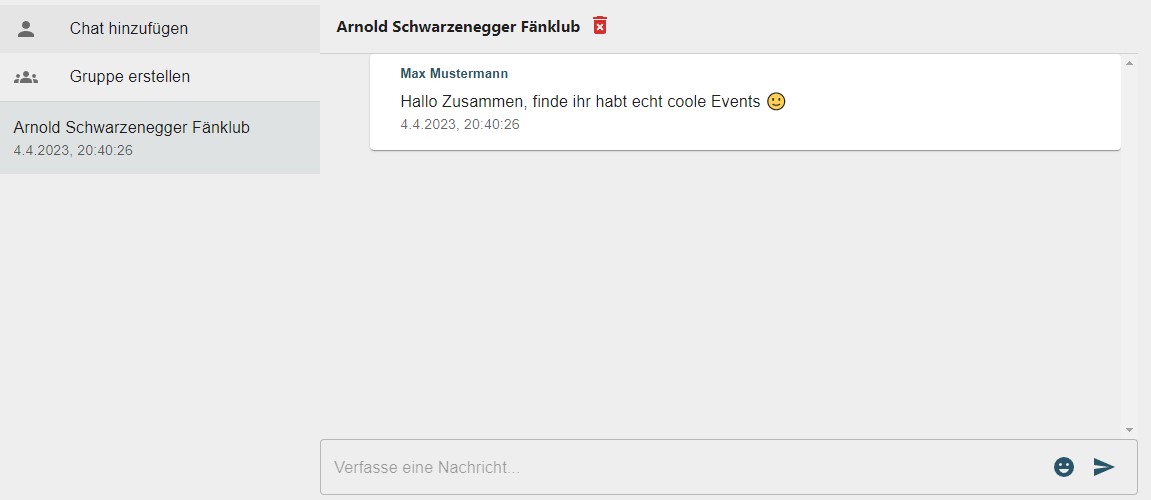 Chat hinzufügen
Gruppe erstellen
Arnold Schwarzenegger Fänklub
4.4.2023, 20:40:26
Arnold Schwarzenegger Fänklub
Max Mustermann
Hallo Zusammen, finde ihr habt echt coole Events 🙂
4.4.2023, 20:40:26
Verfasse eine Nachricht...